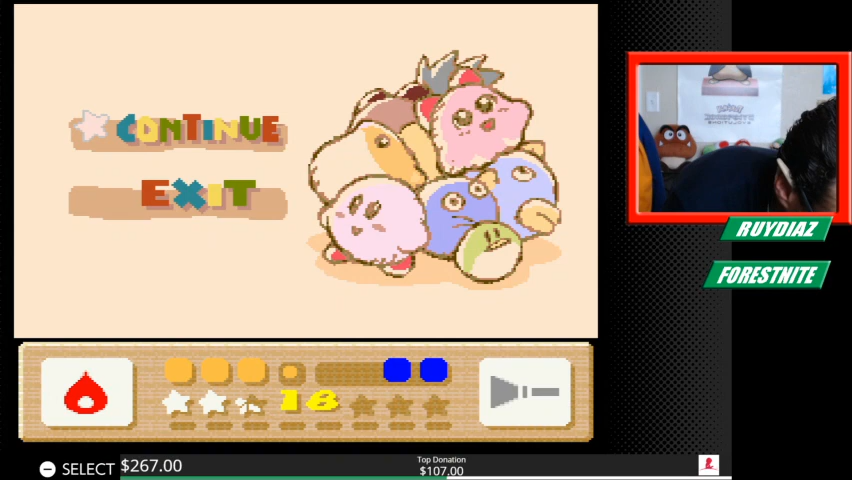 CONTINUE
EXIT
18
RUYDIAZ
FORESTNITE
SELECT
$267.00
Top Donation
$107.00